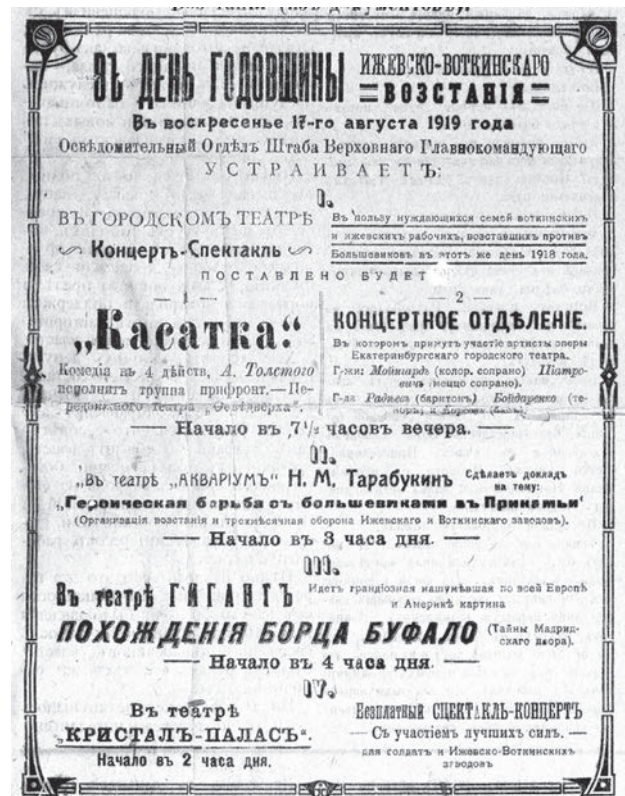 ВЪ ДЕНЬ ГОДОВЩИНЫ
ИЖЕВСКО-ВОТКИНСКАГО
ВОЗСТАНІЯ
Въ воскресенье 17-го августа 1919 года
Освѣдомительный Отдѣлъ Штаба Верховнаго Главнокомандующаго
УСТРАИВАЕТЪ:
I.
ВЪ ГОРОДСКОМЪ ТЕАТРѢ
Концертъ-Спектакль
Въ пользу нуждающихся семей воткинскихъ
и ижевскихъ рабочихъ, возставшихъ противъ
Большевиковъ въ этотъ же день 1918 года.
ПОСТАВЛЕНО БУДЕТ
„Касатка“
Комедія въ 4 дѣйств, А. Толстого
исполнитъ труппа прифронт.—Пе-
редвижного театра „Осведверха“,
— 2 —
КОНЦЕРТНОЕ ОТДѢЛЕНІЕ.
Въ которомъ примутъ участіе артисты оперы
Екатеринбургскаго городского театра.
Г-жи: (колор. сопрано)
(меццо сопрано).
Г-да Радѣевъ (баритонъ) Бойдаренко (те-
норъ) и (басъ).
— Начало въ 7½ часовъ вечера. —
II.
„Въ театрѣ „АКВАРІУМЪ“ Н. М. Тарабукинъ
Сдѣлаетъ докладъ
на тему:
„Героическая борьба съ большевиками въ Прикамьи“
(Организація возстанія и трехмѣсячная оборона Ижевскаго и Воткинскаго заводовъ).
— Начало въ 3 часа дня. —
III.
Въ театрѣ ГИГАНТЪ
Идетъ грандіозная нашумѣвшая по всей Европѣ
и Америкѣ картина
ПОХОЖДЕНІЯ БОРЦА БУФАЛО
(Тайны Мадрид-
скаго двора).
— Начало въ 4 часа дня. —
IV.
Въ театрѣ
„КРИСТАЛЪ-ПАЛАСЪ“.
Начало въ 2 часа дня.
Безплатный СПЕКТАКЛЬ-КОНЦЕРТЪ
— Съ участіемъ лучшихъ силъ. —
для солдатъ и Ижевско-Воткинскихъ
заводовъ